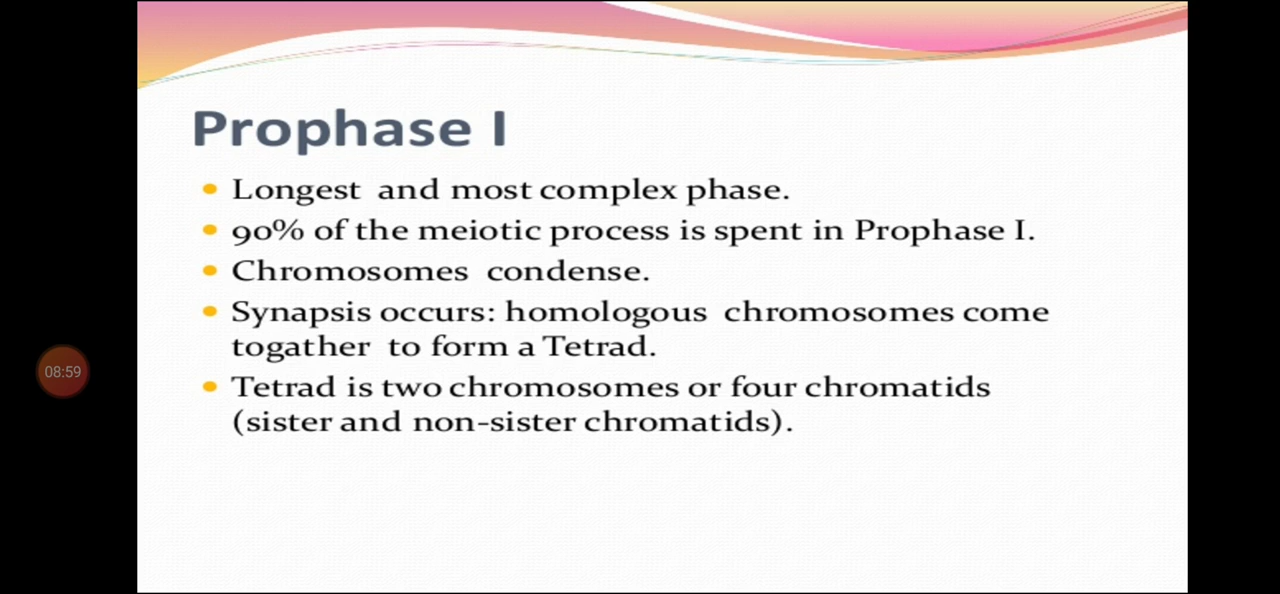 Prophase I
• Longest and most complex phase.
• 90% of the meiotic process is spent in Prophase I.
• Chromosomes condense.
• Synapsis occurs: homologous chromosomes come
togather to form a Tetrad.
• Tetrad is two chromosomes or four chromatids
(sister and non-sister chromatids).
08:59